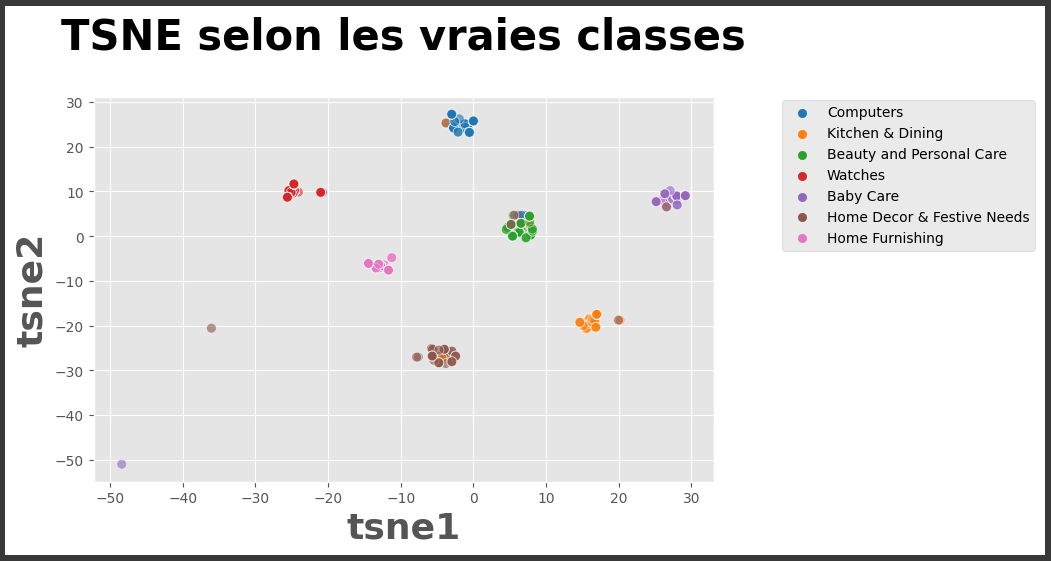 TSNE selon les vraies classes
30
20
10
0
−10
−20
−30
−40
−50
tsne2
−50 −40 −30 −20 −10 0 10 20 30
tsne1
Computers
Kitchen & Dining
Beauty and Personal Care
Watches
Baby Care
Home Decor & Festive Needs
Home Furnishing